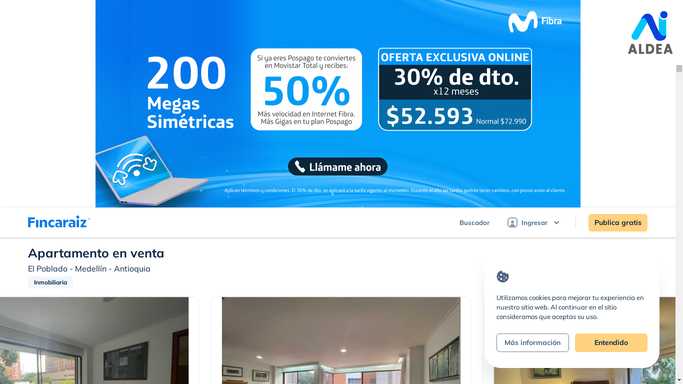 Fibra
ALDEA
200
Megas
Simétricas
Si ya eres Pospago te conviertes
en Movistar Total y recibes.
50%
Más velocidad en Internet Fibra.
Más Gigas en tu plan Pospago
OFERTA EXCLUSIVA ONLINE
30% de dto.
x12 meses
$52.593 Normal $72.990
Llámame ahora
Fincaraiz
Buscador
Ingresar
Publica gratis
Apartamento en venta
El Poblado - Medellín - Antioquia
Inmobiliaria
Utilizamos cookies para mejorar tu experiencia en
nuestro sitio web. Al continuar en el sitio
consideramos que aceptas su uso.
Más información
Entendido